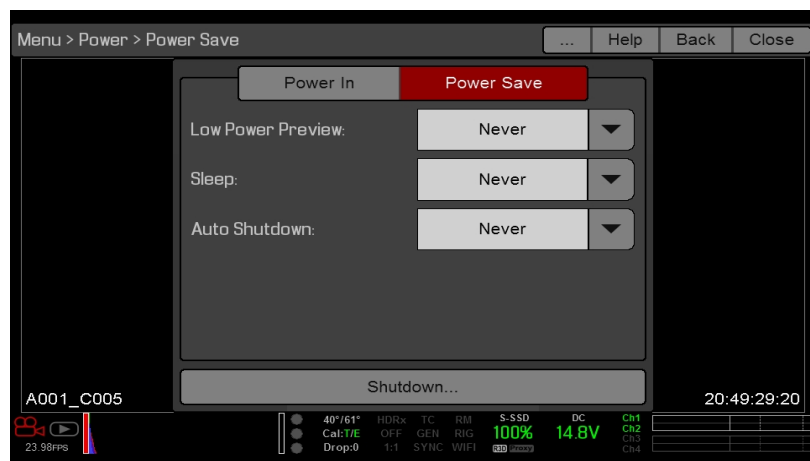 Menu > Power > Power Save
... Help Back Close
Power In Power Save
Low Power Preview: Never
Sleep: Never
Auto Shutdown: Never
Shutdown...
A001_C005 20:49:29:20
40°/61° HDRx TC RM S-SSD DC Ch1
Cal:T/E OFF GEN RIG 100% 14.8V Ch2
Ch3
23.98FPS Drop:0 1:1 SYNC WIFI R3D Proxy Ch4